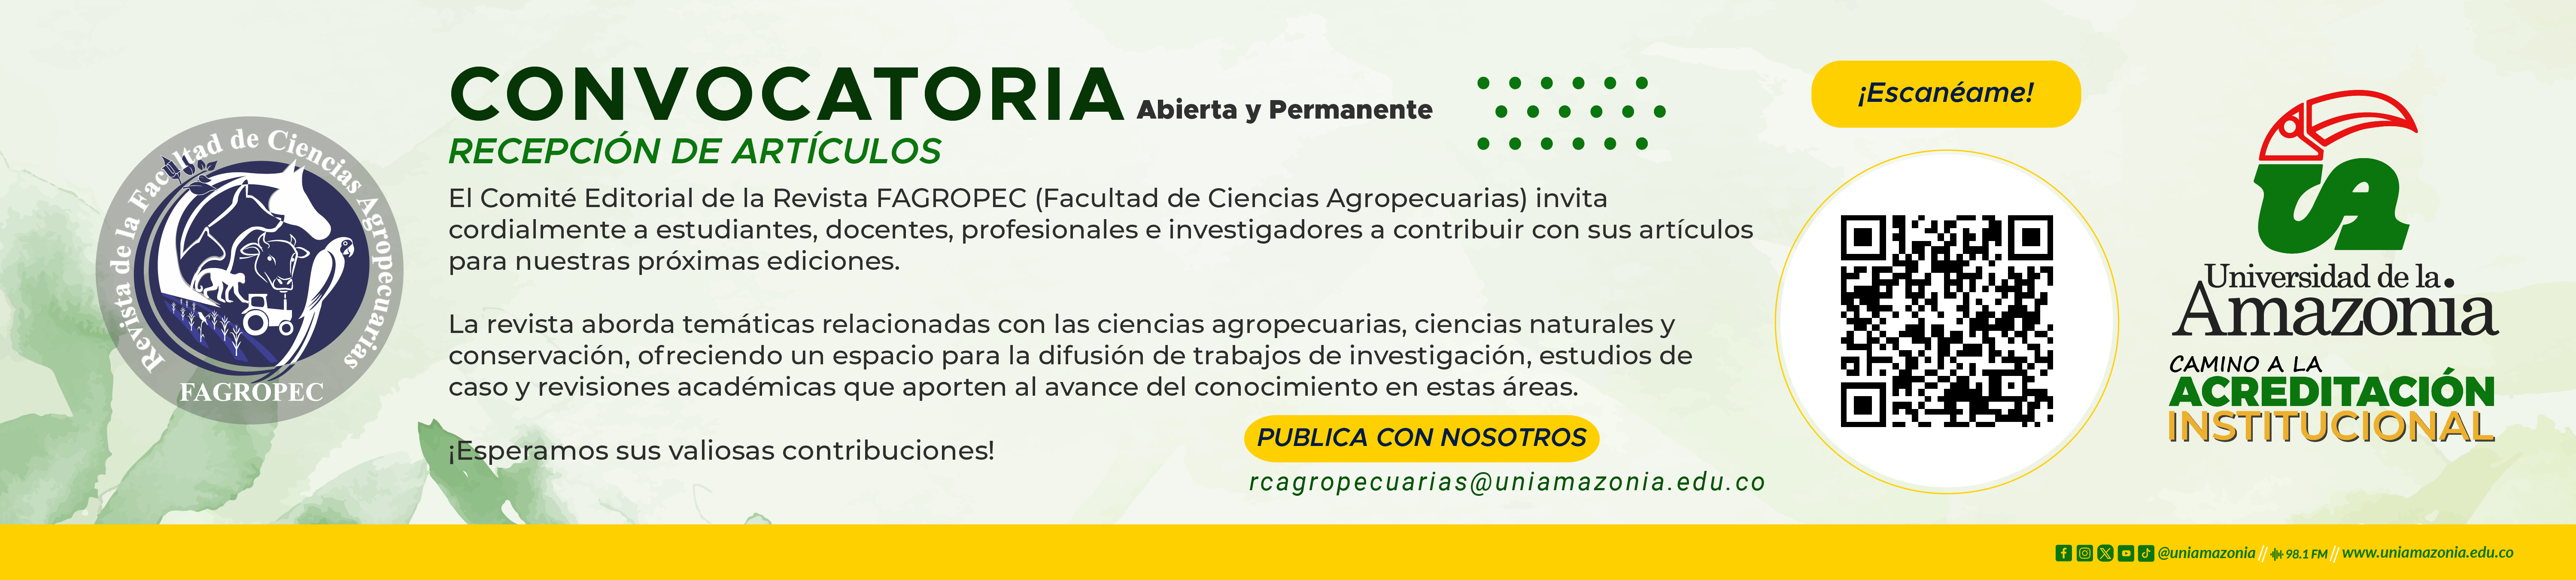 Revista de la Facultad de Ciencias Agropecuarias
FAGROPEC
CONVOCATORIA Abierta y Permanente
RECEPCIÓN DE ARTÍCULOS
El Comité Editorial de la Revista FAGROPEC (Facultad de Ciencias Agropecuarias) invita
cordialmente a estudiantes, docentes, profesionales e investigadores a contribuir con sus artículos
para nuestras próximas ediciones.
La revista aborda temáticas relacionadas con las ciencias agropecuarias, ciencias naturales y
conservación, ofreciendo un espacio para la difusión de trabajos de investigación, estudios de
caso y revisiones académicas que aporten al avance del conocimiento en estas áreas.
¡Esperamos sus valiosas contribuciones!
PUBLICA CON NOSOTROS
rcagropecuarias@uniamazonia.edu.co
¡Escanéame!
UA
Universidad de la
Amazonia
CAMINO A LA
ACREDITACIÓN
INSTITUCIONAL
@uniamazonia // 98.1 FM // www.uniamazonia.edu.co